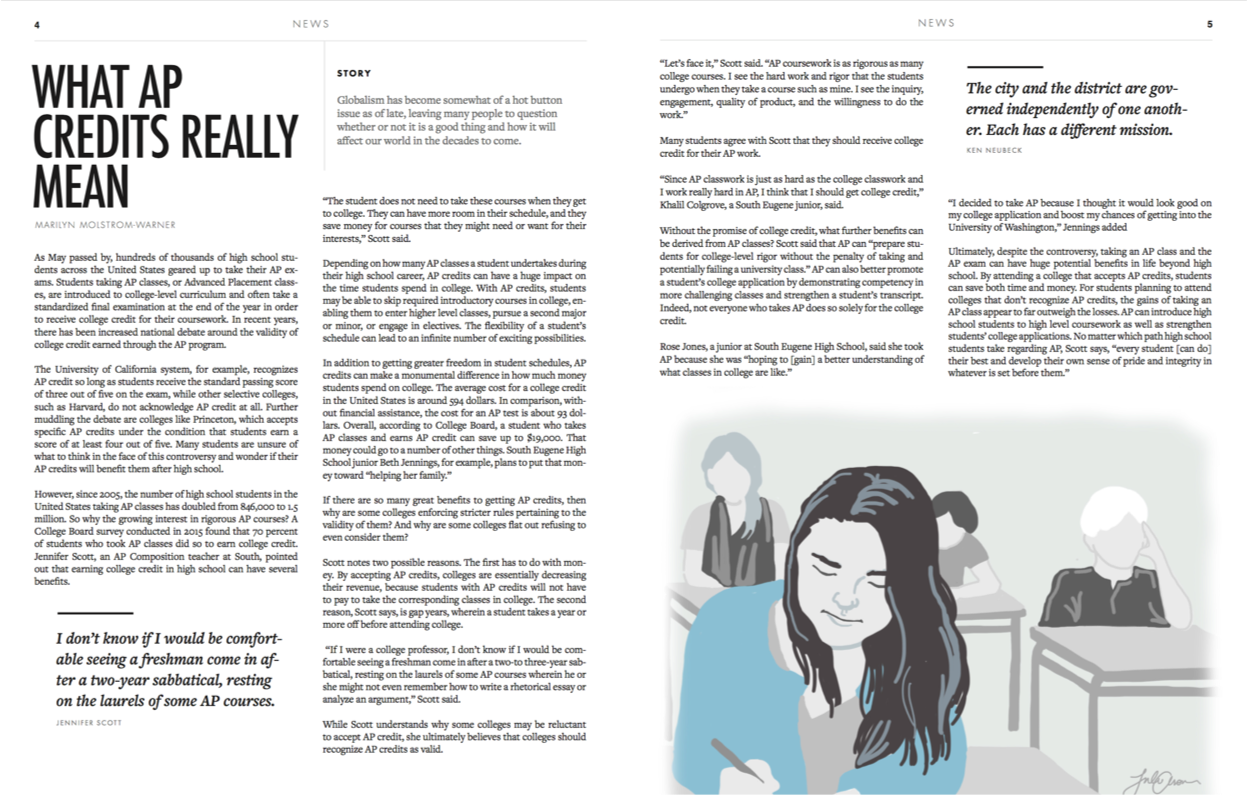 4
NEWS
WHAT AP
CREDITS REALLY
MEAN
MARILYN MOLSTROM-WARNER
As May passed by, hundreds of thousands of high school stu-
dents across the United States geared up to take their AP ex-
ams. Students taking AP classes, or Advanced Placement class-
es, are introduced to college-level curriculum and often take a
standardized final examination at the end of the year in order
to receive college credit for their coursework. In recent years,
there has been increased national debate around the validity of
college credit earned through the AP program.
The University of California system, for example, recognizes
AP credit so long as students receive the standard passing score
of three out of five on the exam, while other selective colleges,
such as Harvard, do not acknowledge AP credit at all. Further
muddling the debate are colleges like Princeton, which accepts
specific AP credits under the condition that students earn a
score of at least four out of five. Many students are unsure of
what to think in the face of this controversy and wonder if their
AP credits will benefit them after high school.
However, since 2005, the number of high school students in the
United States taking AP classes has doubled from 846,000 to 1.5
million. So why the growing interest in rigorous AP courses? A
College Board survey conducted in 2015 found that 70 percent
of students who took AP classes did so to earn college credit.
Jennifer Scott, an AP Composition teacher at South, pointed
out that earning college credit in high school can have several
benefits.
I don't know if I would be comfort-
able seeing a freshman come in af-
ter a two-year sabbatical, resting
on the laurels of some AP courses.
JENNIFER SCOTT
STORY
Globalism has become somewhat of a hot button
issue as of late, leaving many people to question
whether or not it is a good thing and how it will
affect our world in the decades to come.
“The student does not need to take these courses when they get
to college. They can have more room in their schedule, and they
save money for courses that they might need or want for their
interests,” Scott said.
Depending on how many AP classes a student undertakes during
their high school career, AP credits can have a huge impact on
the time students spend in college. With AP credits, students
may be able to skip required introductory courses in college, en-
abling them to enter higher level classes, pursue a second major
or minor, or engage in electives. The flexibility of a student's
schedule can lead to an infinite number of exciting possibilities.
In addition to getting greater freedom in student schedules, AP
credits can make a monumental difference in how much money
students spend on college. The average cost for a college credit
in the United States is around 594 dollars. In comparison, with-
out financial assistance, the cost for an AP test is about 93 dol-
lars. Overall, according to College Board, a student who takes
AP classes and earns AP credit can save up to $19,000. That
money could go to a number of other things. South Eugene High
School junior Beth Jennings, for example, plans to put that mon-
ey toward “helping her family.”
If there are so many great benefits to getting AP credits, then
why are some colleges enforcing stricter rules pertaining to the
validity of them? And why are some colleges flat out refusing to
even consider them?
Scott notes two possible reasons. The first has to do with mon-
ey. By accepting AP credits, colleges are essentially decreasing
their revenue, because students with AP credits will not have
to pay to take the corresponding classes in college. The second
reason, Scott says, is gap years, wherein a student takes a year or
more off before attending college.
“If I were a college professor, I don't know if I would be com-
fortable seeing a freshman come in after a two-to three-year sab-
batical, resting on the laurels of some AP courses wherein he or
she might not even remember how to write a rhetorical essay or
analyze an argument,” Scott said.
While Scott understands why some colleges may be reluctant
to accept AP credit, she ultimately believes that colleges should
recognize AP credits as valid.
NEWS
5
“Let's face it,” Scott said. “AP coursework is as rigorous as many
college courses. I see the hard work and rigor that the students
undergo when they take a course such as mine. I see the inquiry,
engagement, quality of product, and the willingness to do the
work.”
Many students agree with Scott that they should receive college
credit for their AP work.
“Since AP classwork is just as hard as the college classwork and
I work really hard in AP, I think that I should get college credit,”
Khalil Colgrove, a South Eugene junior, said.
Without the promise of college credit, what further benefits can
be derived from AP classes? Scott said that AP can “prepare stu-
dents for college-level rigor without the penalty of taking and
potentially failing a university class.” AP can also better promote
a student's college application by demonstrating competency in
more challenging classes and strengthen a student's transcript.
Indeed, not everyone who takes AP does so solely for the college
credit.
Rose Jones, a junior at South Eugene High School, said she took
AP because she was “hoping to [gain] a better understanding of
what classes in college are like.”
The city and the district are gov-
erned independently of one anoth-
er. Each has a different mission.
KEN NEUBECK
“I decided to take AP because I thought it would look good on
my college application and boost my chances of getting into the
University of Washington,” Jennings added
Ultimately, despite the controversy, taking an AP class and the
AP exam can have huge potential benefits in life beyond high
school. By attending a college that accepts AP credits, students
can save both time and money. For students planning to attend
colleges that don't recognize AP credits, the gains of taking an
AP class appear to far outweigh the losses. AP can introduce high
school students to high level coursework as well as strengthen
students' college applications. No matter which path high school
students take regarding AP, Scott says, “every student [can do]
their best and develop their own sense of pride and integrity in
whatever is set before them.”